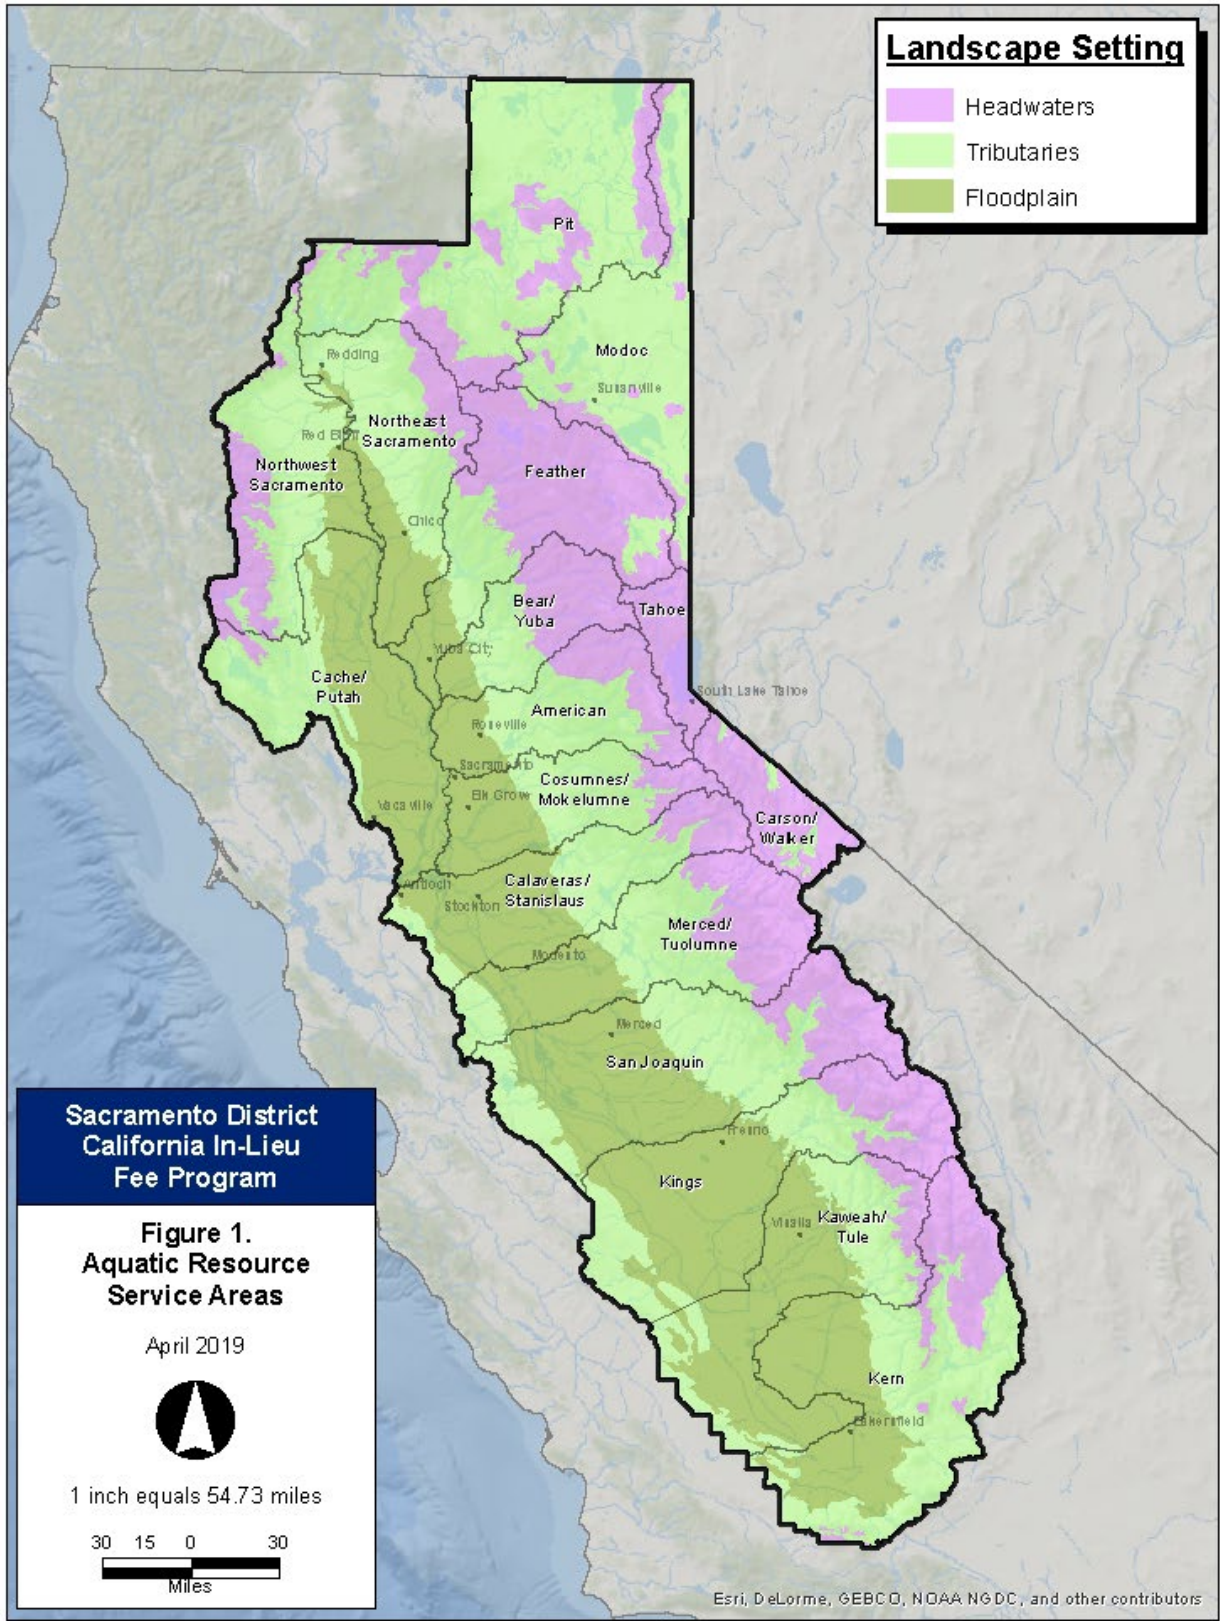 Landscape Setting
Headwaters
Tributaries
Floodplain
Pit
Modoc
Redding
Susanville
Northeast
Sacramento
Red Bluff
Northwest
Sacramento
Feather
Chico
Bear/
Yuba
Tahoe
Yuba City
Cache/
Putah
South Lake Tahoe
American
Roseville
Sacramento
Cosumnes/
Mokelumne
Elk Grove
Vacaville
Carson/
Walker
Antioch
Calaveras/
Stanislaus
Stockton
Merced/
Tuolumne
Modesto
Merced
San Joaquin
Fresno
Kings
Visalia
Kaweah/
Tule
Kern
Bakersfield
Sacramento District
California In-Lieu
Fee Program
Figure 1.
Aquatic Resource
Service Areas
April 2019
1 inch equals 54.73 miles
30 15 0 30
Miles
Esri, DeLorme, GEBCO, NOAA NGDC, and other contributors